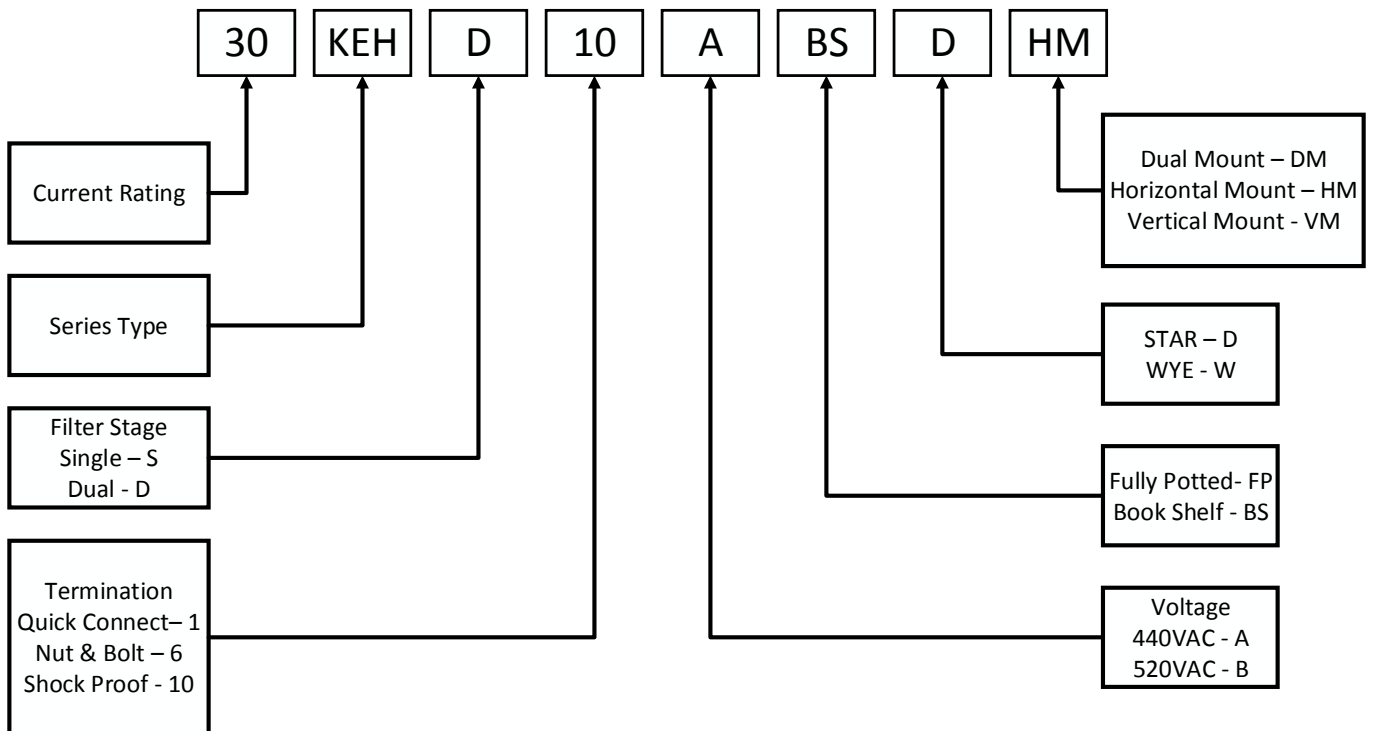 30 KEH D 10 A BS D HM
Current Rating
Series Type
Filter Stage
Single – S
Dual - D
Termination
Quick Connect– 1
Nut & Bolt – 6
Shock Proof - 10
Dual Mount – DM
Horizontal Mount – HM
Vertical Mount - VM
STAR – D
WYE - W
Fully Potted- FP
Book Shelf - BS
Voltage
440VAC - A
520VAC - B